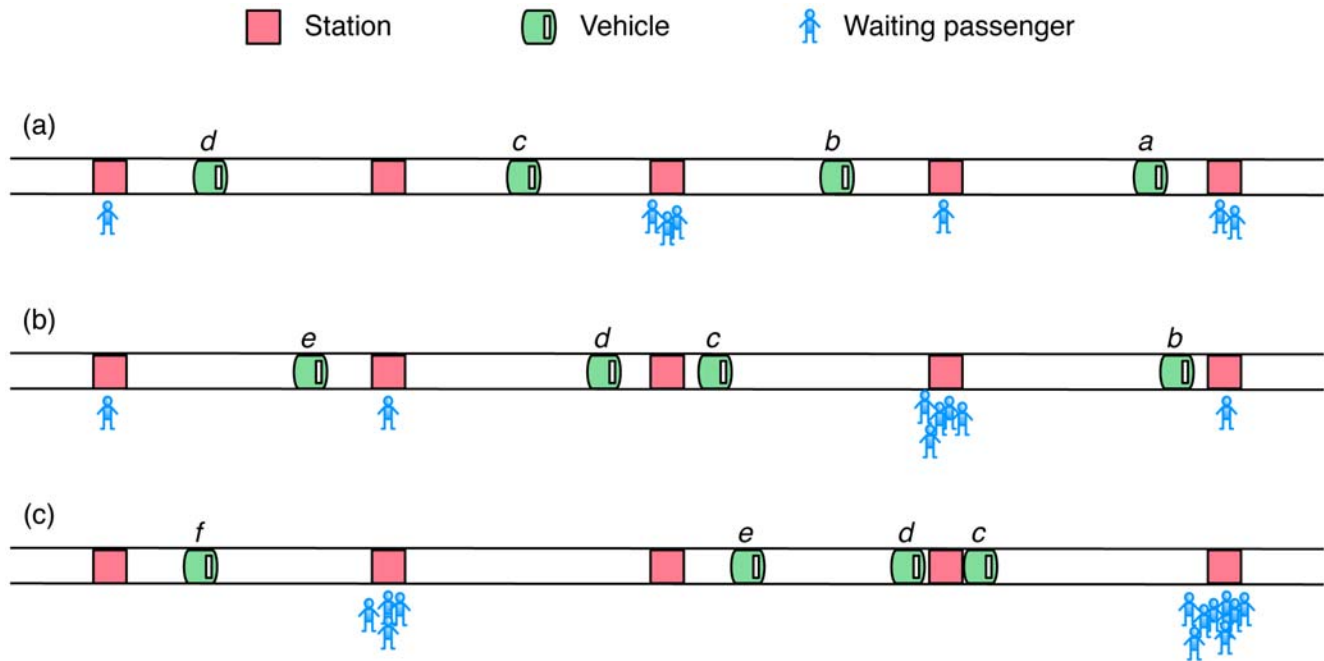 Station Vehicle Waiting passenger
(a)
d c b a
(b)
e d c b
(c)
f e d c